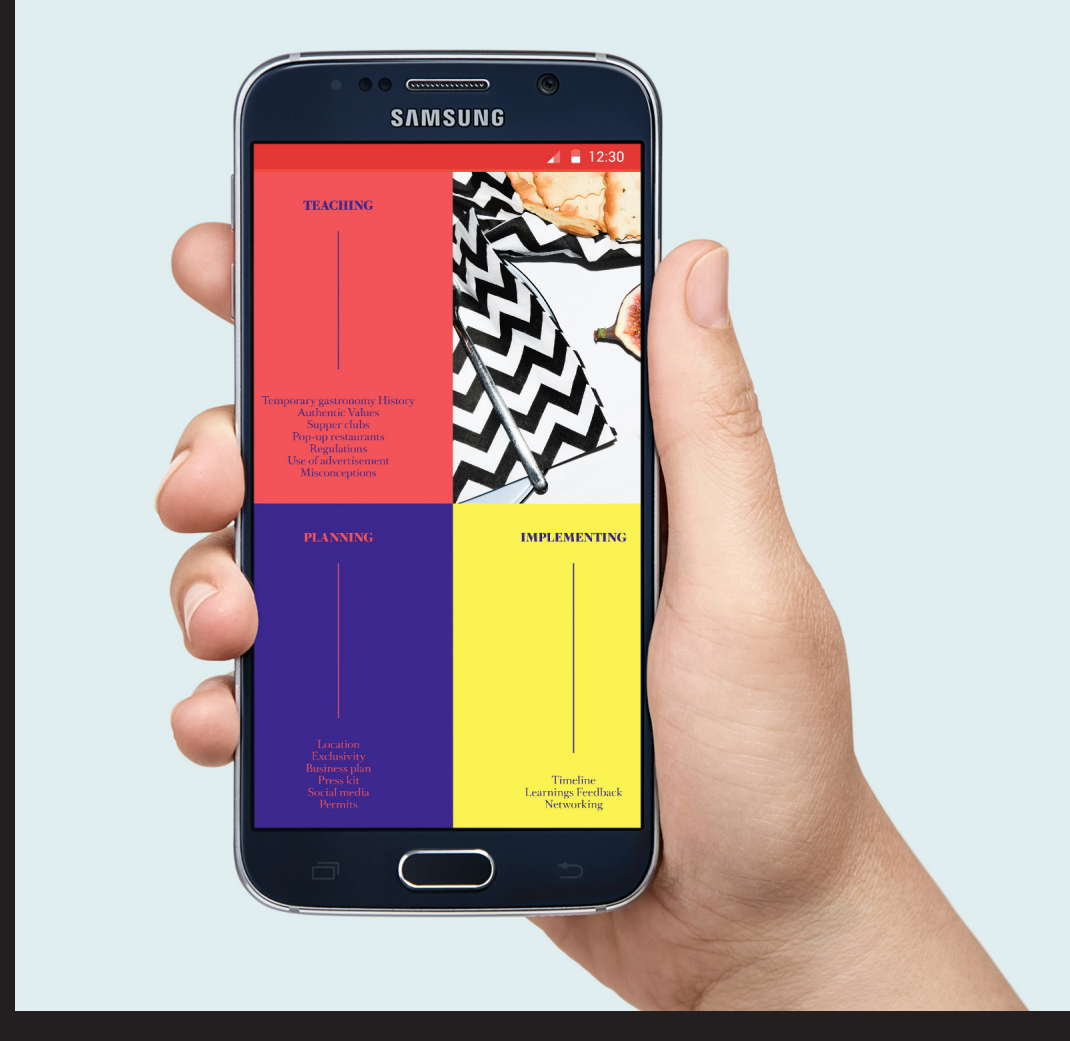 SAMSUNG
12:30
TEACHING
Temporary gastronomy History
Authentic Values
Supper clubs
Pop-up restaurants
Regulations
Use of advertisement
Misconceptions
PLANNING
Location
Exclusivity
Business plan
Press kit
Social media
Permits
IMPLEMENTING
Timeline
Learnings Feedback
Networking